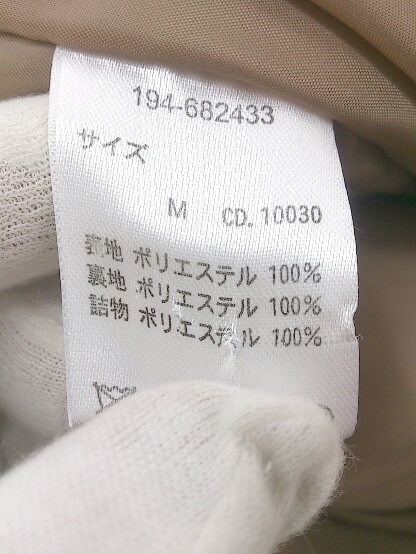 194-682433
サイズ
M CD. 10030
表地 ポリエステル 100%
裏地 ポリエステル 100%
詰物 ポリエステル 100%